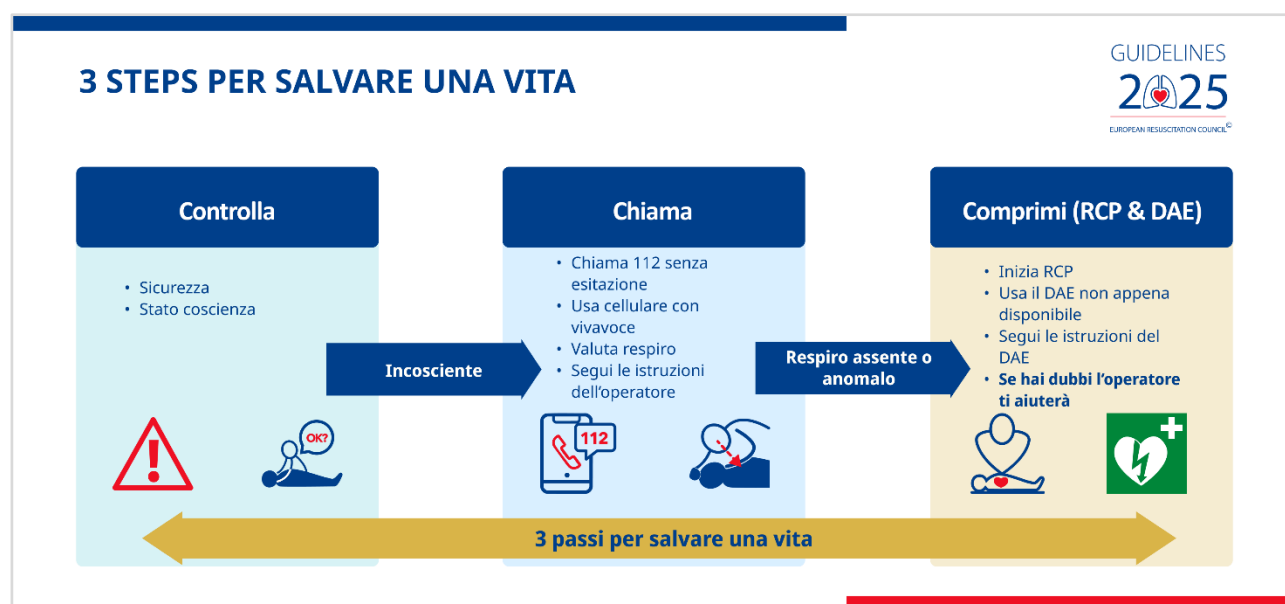 3 STEPS PER SALVARE UNA VITA
GUIDELINES
2025
EUROPEAN RESUSCITATION COUNCIL©
Controlla
• Sicurezza
• Stato coscienza
OK?
Incosciente
Chiama
• Chiama 112 senza
esitazione
• Usa cellulare con
vivavoce
• Valuta respiro
• Segui le istruzioni
dell’operatore
112
Respiro assente o
anomalo
Comprimi (RCP & DAE)
• Inizia RCP
• Usa il DAE non appena
disponibile
• Segui le istruzioni del
DAE
• Se hai dubbi l’operatore
ti aiuterà
3 passi per salvare una vita